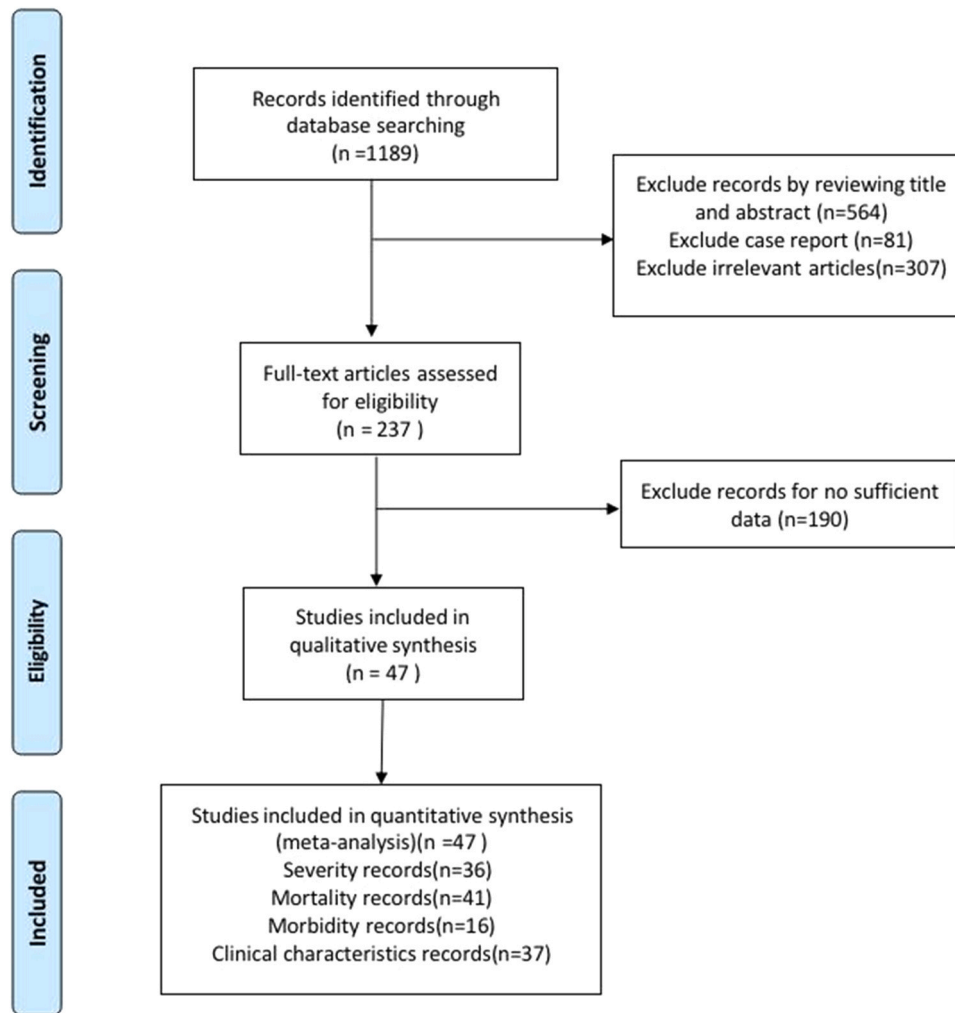 Identification
Records identified through
database searching
(n =1189)
Exclude records by reviewing title
and abstract (n=564)
Exclude case report (n=81)
Exclude irrelevant articles(n=307)
Screening
Full-text articles assessed
for eligibility
(n = 237 )
Exclude records for no sufficient
data (n=190)
Eligibility
Studies included in
qualitative synthesis
(n = 47 )
Included
Studies included in quantitative synthesis
(meta-analysis)(n =47 )
Severity records(n=36)
Mortality records(n=41)
Morbidity records(n=16)
Clinical characteristics records(n=37)